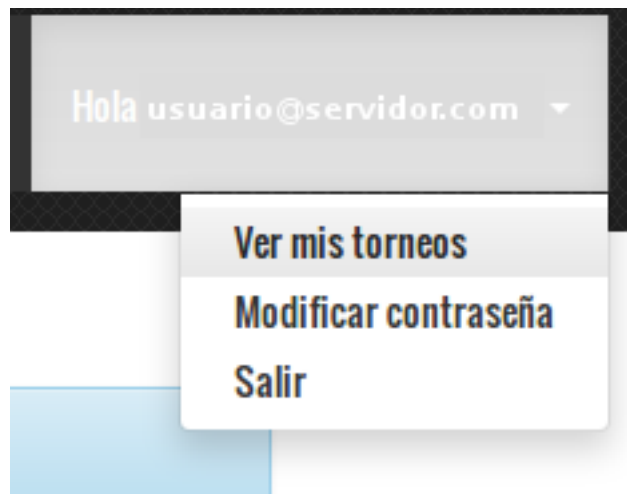 Hola usuario@servidor.com
Ver mis torneos
Modificar contraseña
Salir